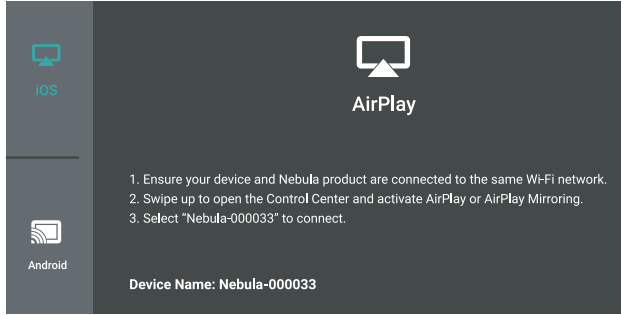 iOS
Android
AirPlay
1. Ensure your device and Nebula product are connected to the same Wi-Fi network.
2. Swipe up to open the Control Center and activate AirPlay or AirPlay Mirroring.
3. Select “Nebula-000033” to connect.
Device Name: Nebula-000033